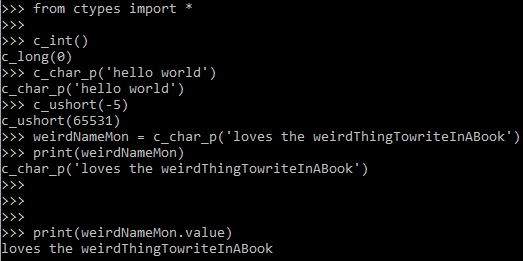 >>> from ctypes import *
>>>
>>> c_int()
c_long(0)
>>> c_char_p('hello world')
c_char_p('hello world')
>>> c_ushort(-5)
c_ushort(65531)
>>> weirdNameMon = c_char_p('loves the weirdThingTowriteInABook')
>>> print(weirdNameMon)
c_char_p('loves the weirdThingTowriteInABook')
>>>
>>>
>>>
>>> print(weirdNameMon.value)
loves the weirdThingTowriteInABook